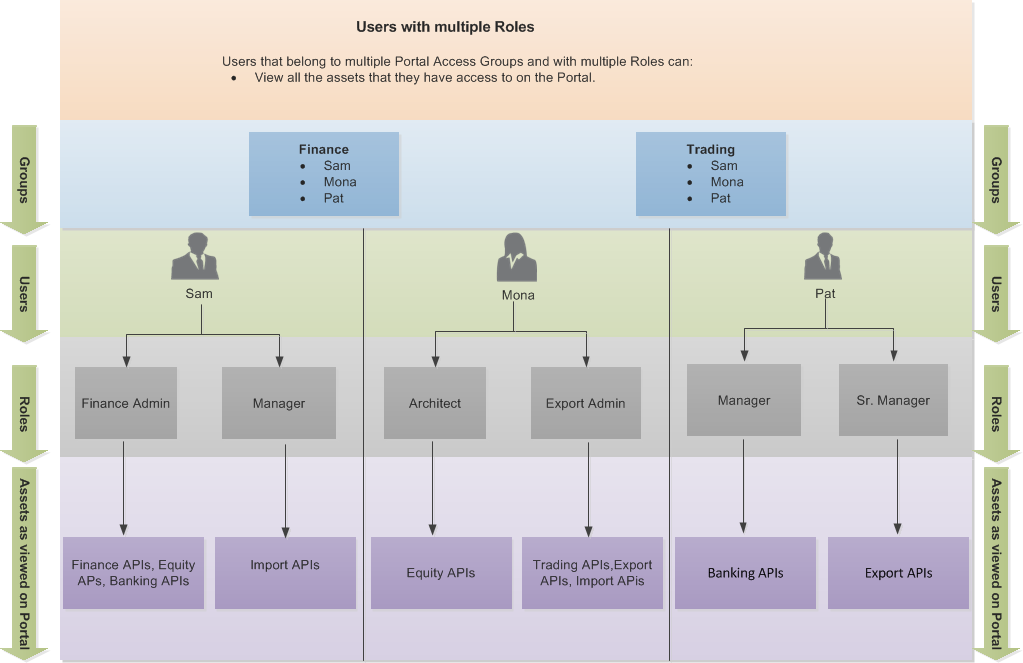 Users with multiple Roles
Users that belong to multiple Portal Access Groups and with multiple Roles can:
• View all the assets that they have access to on the Portal.
Groups
Finance
• Sam
• Mona
• Pat
Trading
• Sam
• Mona
• Pat
Groups
Users
Sam
Mona
Pat
Users
Roles
Finance Admin
Manager
Architect
Export Admin
Manager
Sr. Manager
Roles
Assets as viewed on Portal
Finance APIs, Equity
APs, Banking APIs
Import APIs
Equity APIs
Trading APIs,Export
APIs, Import APis
Banking APIs
Export APIs
Assets as viewed on Portal